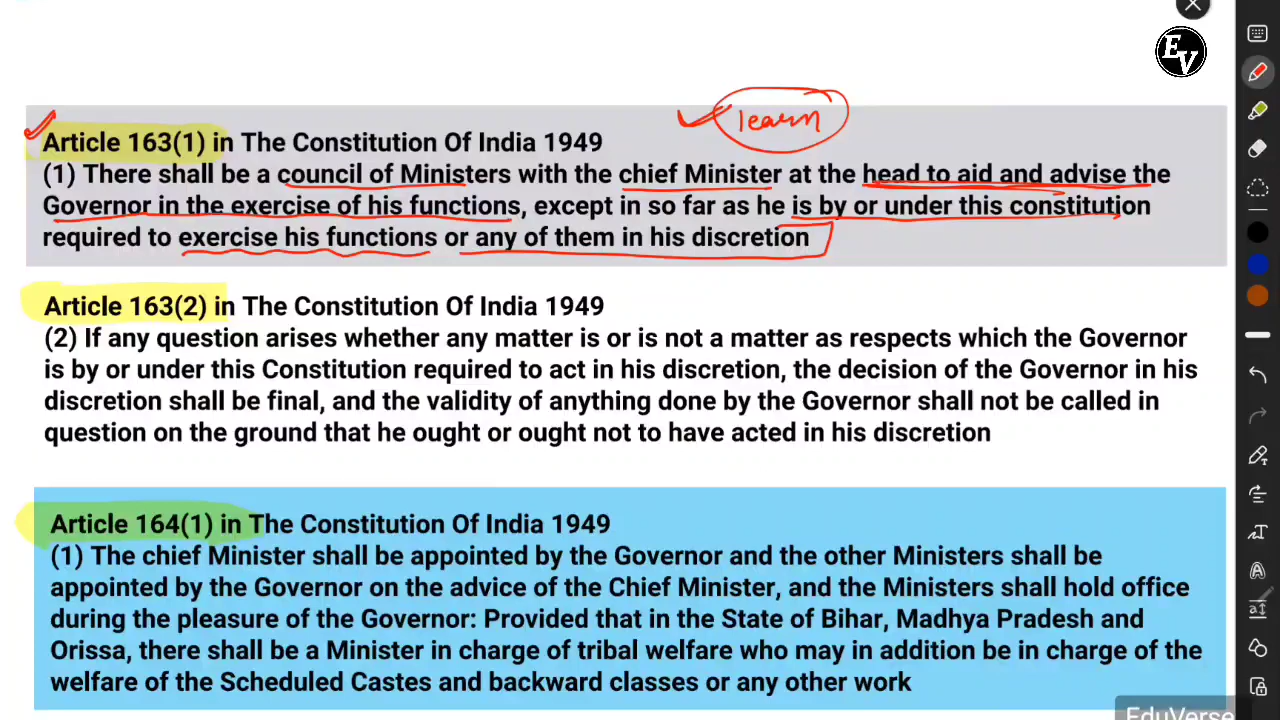 EV
learn
Article 163(1) in The Constitution Of India 1949
(1) There shall be a council of Ministers with the chief Minister at the head to aid and advise the
Governor in the exercise of his functions, except in so far as he is by or under this constitution
required to exercise his functions or any of them in his discretion
Article 163(2) in The Constitution Of India 1949
(2) If any question arises whether any matter is or is not a matter as respects which the Governor
is by or under this Constitution required to act in his discretion, the decision of the Governor in his
discretion shall be final, and the validity of anything done by the Governor shall not be called in
question on the ground that he ought or ought not to have acted in his discretion
Article 164(1) in The Constitution Of India 1949
(1) The chief Minister shall be appointed by the Governor and the other Ministers shall be
appointed by the Governor on the advice of the Chief Minister, and the Ministers shall hold office
during the pleasure of the Governor: Provided that in the State of Bihar, Madhya Pradesh and
Orissa, there shall be a Minister in charge of tribal welfare who may in addition be in charge of the
welfare of the Scheduled Castes and backward classes or any other work
EduVerse